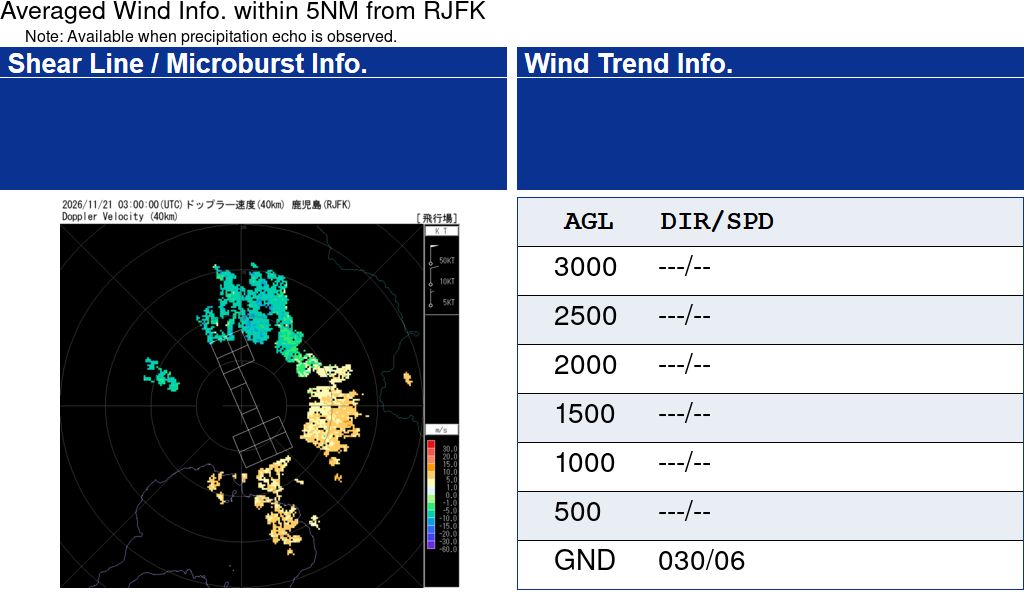 Averaged Wind Info. within 5NM from RJFK
Note: Available when precipitation echo is observed.
Shear Line / Microburst Info.
Wind Trend Info.
2026/11/21 03:00:00(UTC) ドップラー速度(40km) 鹿児島(RJFK)
Doppler Velocity (40km)
[飛行場]
KT
50KT
10KT
5KT
m/s
30.0
20.0
15.0
10.0
5.0
1.0
0.0
-1.0
-5.0
-10.0
-15.0
-20.0
-30.0
-60.0
AGL DIR/SPD
3000 ---/--
2500 ---/--
2000 ---/--
1500 ---/--
1000 ---/--
500 ---/--
GND 030/06